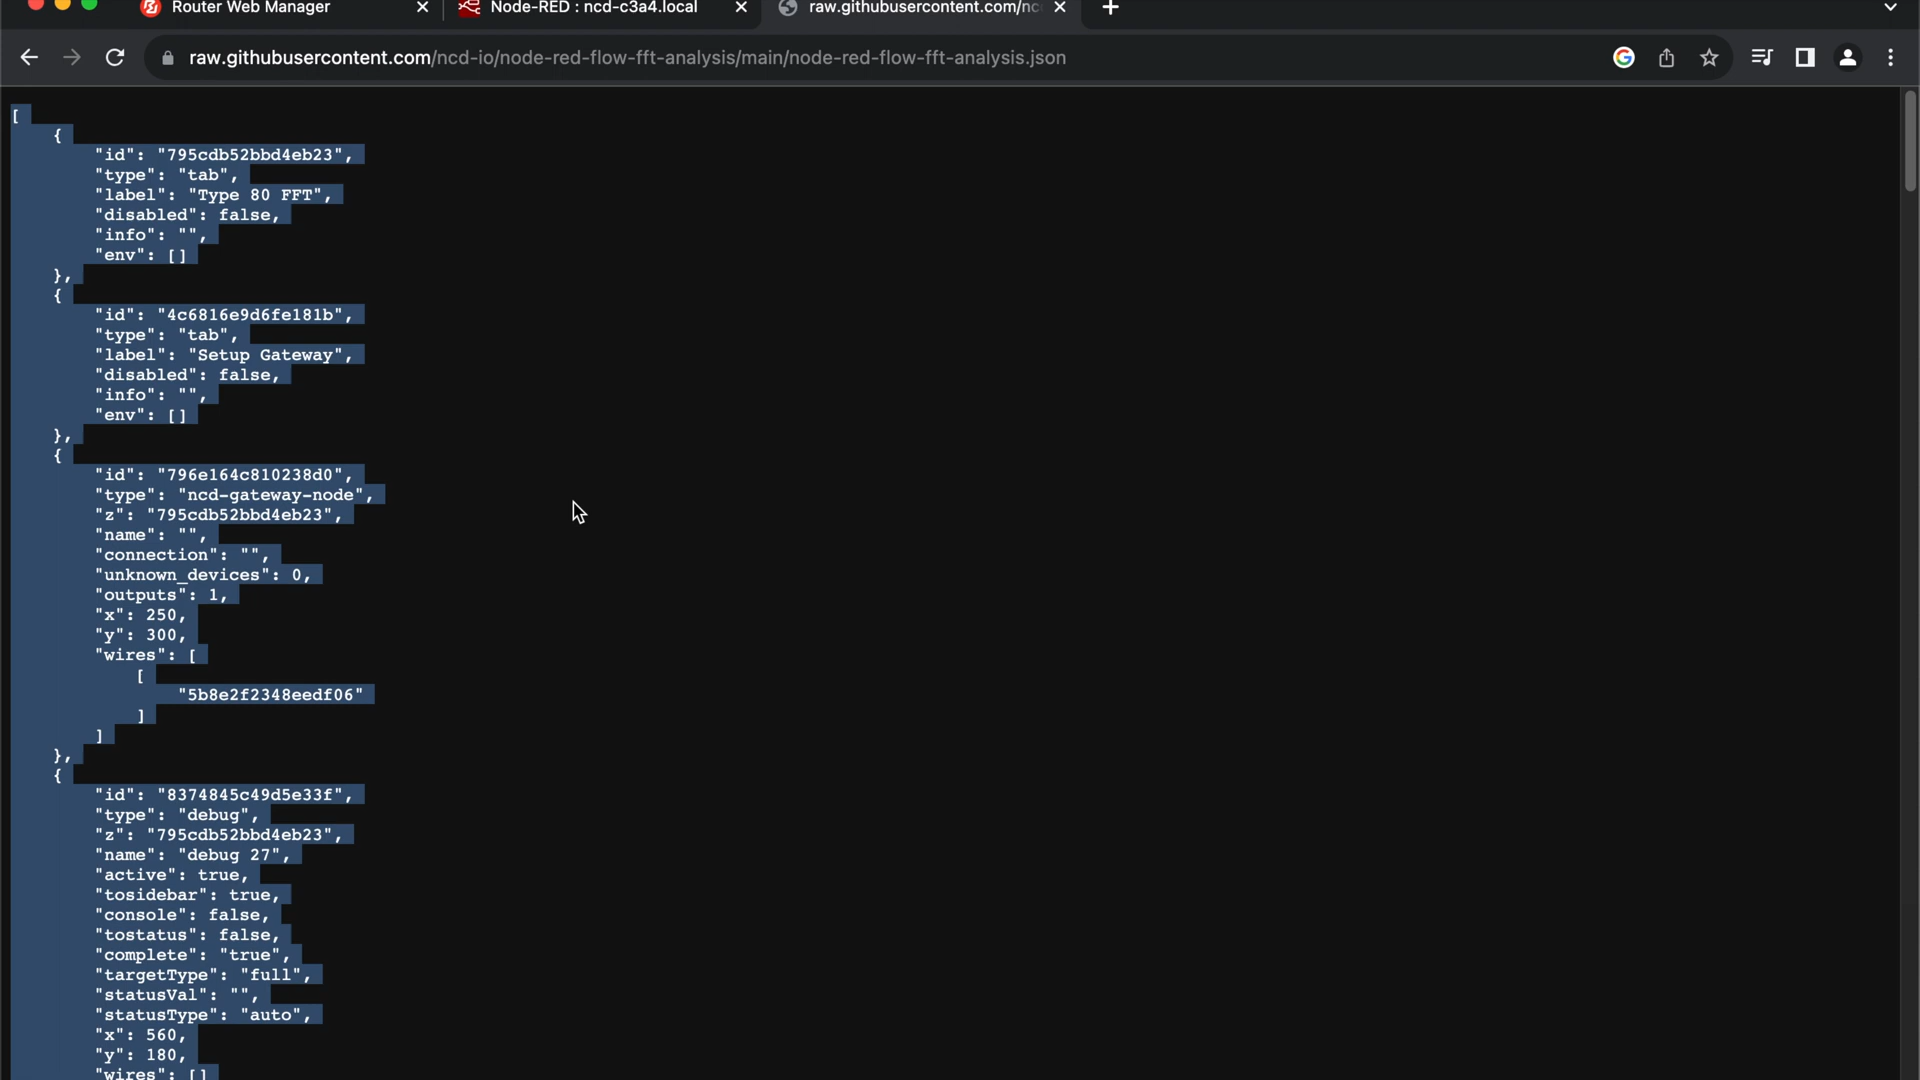 Router Web Manager
Node-RED : ncd-c3a4.local
raw.githubusercontent.com/nc
raw.githubusercontent.com/ncd-io/node-red-flow-fft-analysis/main/node-red-flow-fft-analysis.json
[
{
"id": "795cdb52bbd4eb23",
"type": "tab",
"label": "Type 80 FFT",
"disabled": false,
"info": "",
"env": []
},
{
"id": "4c6816e9d6fe181b",
"type": "tab",
"label": "Setup Gateway",
"disabled": false,
"info": "",
"env": []
},
{
"id": "796e164c810238d0",
"type": "ncd-gateway-node",
"z": "795cdb52bbd4eb23",
"name": "",
"connection": "",
"unknown_devices": 0,
"outputs": 1,
"x": 250,
"y": 300,
"wires": [
[
"5b8e2f2348eedf06"
]
]
},
{
"id": "8374845c49d5e33f",
"type": "debug",
"z": "795cdb52bbd4eb23",
"name": "debug 27",
"active": true,
"tosidebar": true,
"console": false,
"tostatus": false,
"complete": "true",
"targetType": "full",
"statusVal": "",
"statusType": "auto",
"x": 560,
"y": 180,
"wires": []